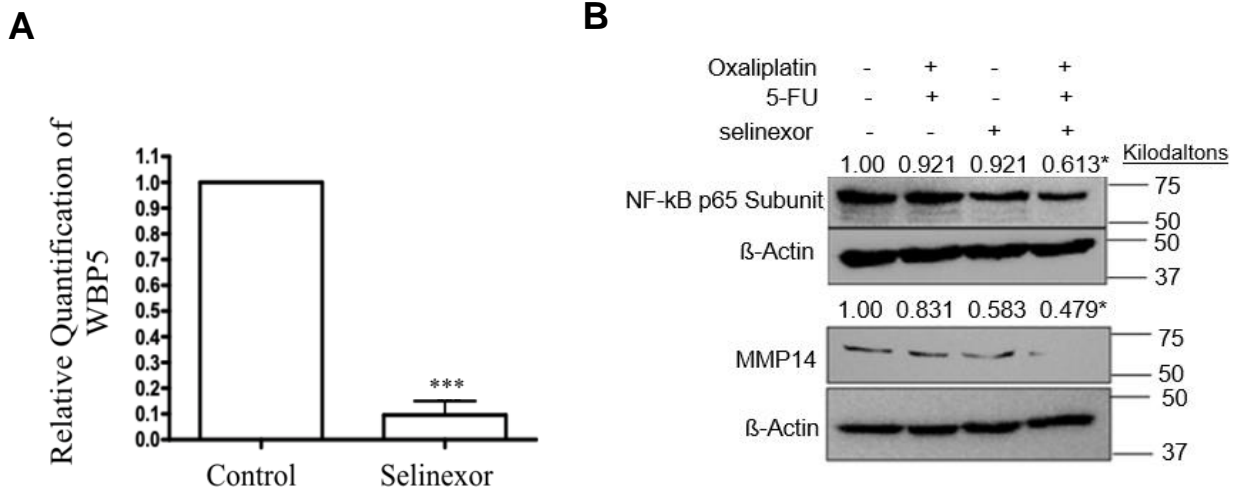 A
Relative Quantification of
WBP5
1.1
1.0
0.9
0.8
0.7
0.6
0.5
0.4
0.3
0.2
0.1
0.0
***
Control
Selinexor
B
Oxaliplatin - + - +
5-FU - + - +
selinexor - - + +
Kilodaltons
1.00 0.921 0.921 0.613*
NF-kB p65 Subunit
75
50
ß-Actin
50
37
1.00 0.831 0.583 0.479*
MMP14
75
50
ß-Actin
50
37